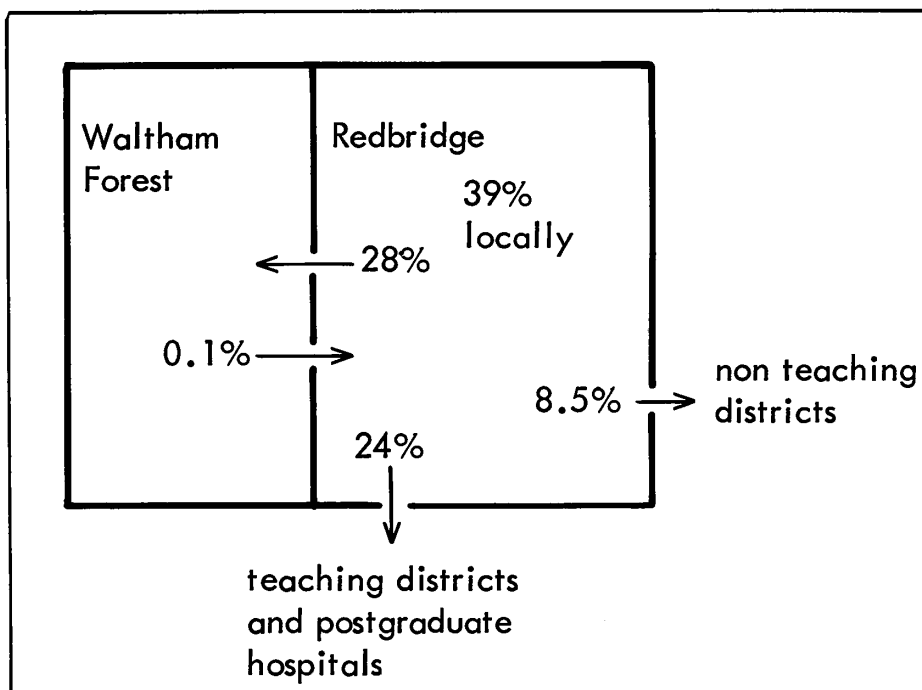 Waltham
Forest
Redbridge
39%
locally
28%
0.1%
8.5%
non teaching
districts
24%
teaching districts
and postgraduate
hospitals